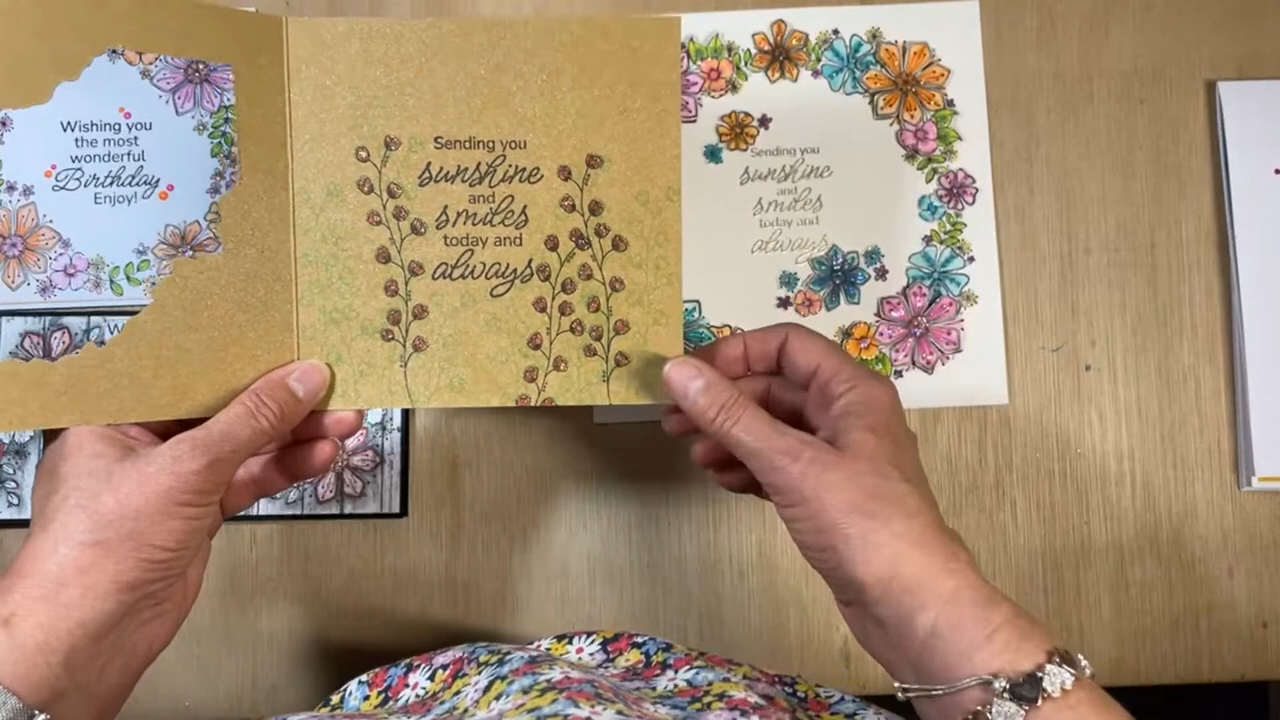 Wishing you
the most
wonderful
Birthday
Enjoy!
Sending you
sunshine
and
smiles
today and
always
Sending you
sunshine
and
smiles
today and
always